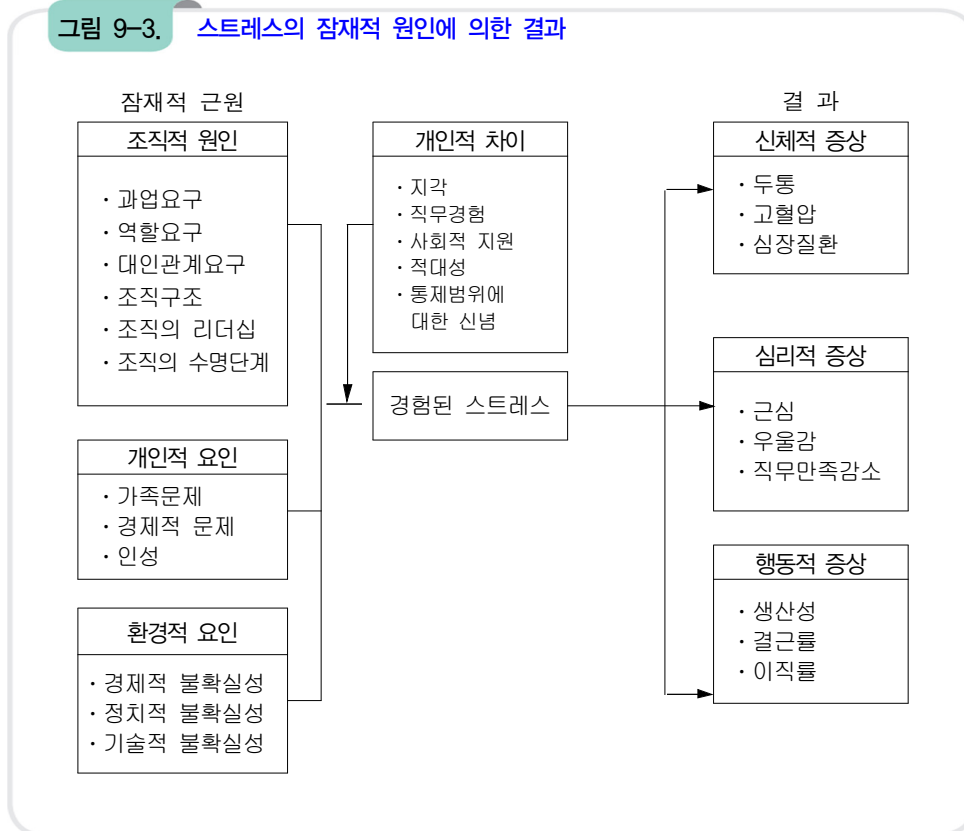 그림 9-3. 스트레스의 잠재적 원인에 의한 결과
잠재적 근원
조직적 원인
· 과업요구
· 역할요구
· 대인관계요구
· 조직구조
· 조직의 리더십
· 조직의 수명단계
개인적 요인
· 가족문제
· 경제적 문제
· 인성
환경적 요인
· 경제적 불확실성
· 정치적 불확실성
· 기술적 불확실성
개인적 차이
· 지각
· 직무경험
· 사회적 지원
· 적대성
· 통제범위에
대한 신념
경험된 스트레스
결 과
신체적 증상
· 두통
· 고혈압
· 심장질환
심리적 증상
· 근심
· 우울감
· 직무만족감소
행동적 증상
· 생산성
· 결근률
· 이직률